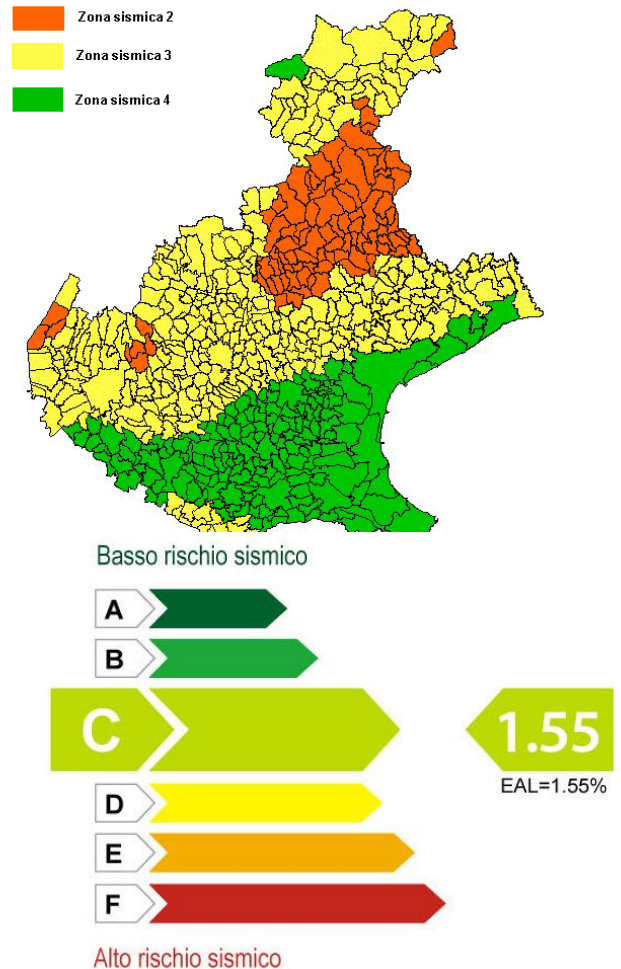 Zona sismica 2
Zona sismica 3
Zona sismica 4
Basso rischio sismico
A
B
C
1.55
EAL=1.55%
D
E
F
Alto rischio sismico